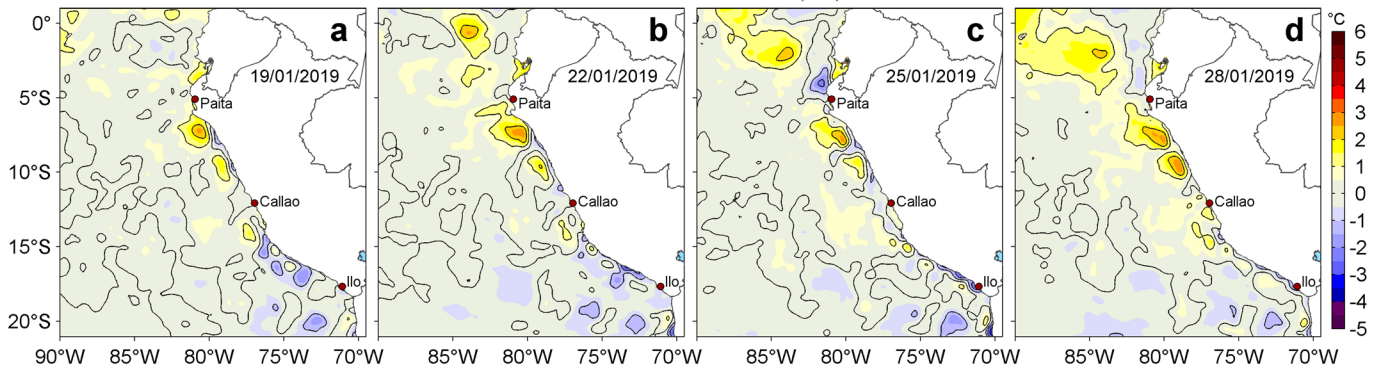 a
19/01/2019
Paita
Callao
Ilo
b
22/01/2019
Paita
Callao
Ilo
c
25/01/2019
Paita
Callao
Ilo
d
28/01/2019
Paita
Callao
Ilo
0°
5°S
10°S
15°S
20°S
90°W 85°W 80°W 75°W 70°W
85°W 80°W 75°W 70°W
85°W 80°W 75°W 70°W
85°W 80°W 75°W 70°W
°C
6
5
4
3
2
1
0
-1
-2
-3
-4
-5